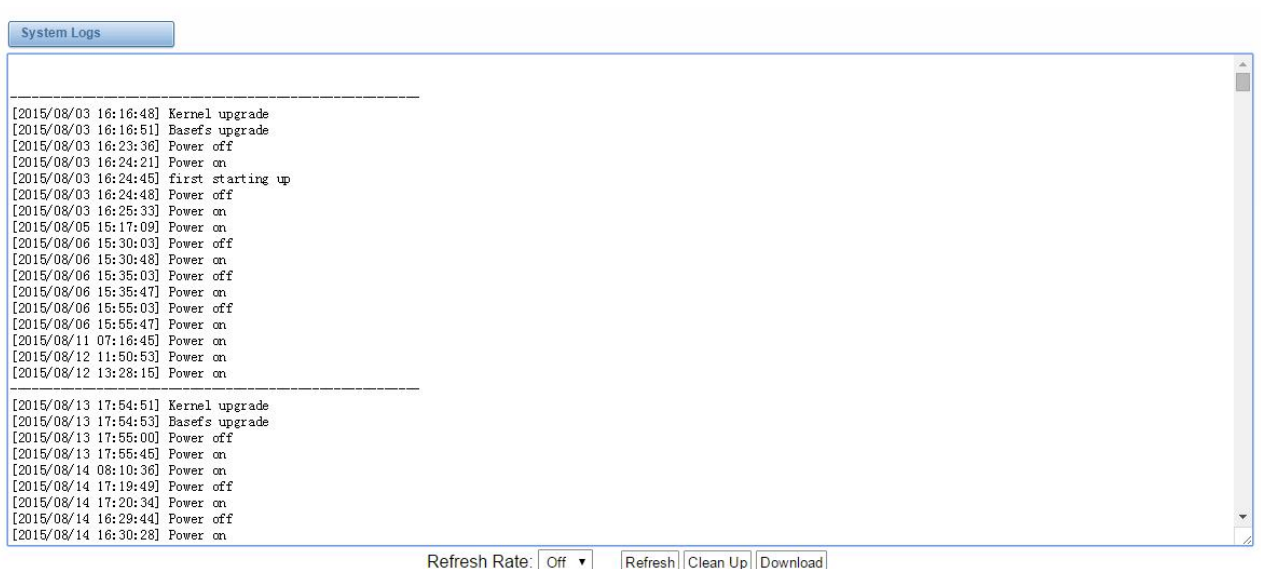 System Logs
[2015/08/03 16:16:48] Kernel upgrade
[2015/08/03 16:16:51] Basefs upgrade
[2015/08/03 16:23:36] Power off
[2015/08/03 16:24:21] Power on
[2015/08/03 16:24:45] first starting up
[2015/08/03 16:24:48] Power off
[2015/08/03 16:25:33] Power on
[2015/08/05 15:17:09] Power on
[2015/08/06 15:30:03] Power off
[2015/08/06 15:30:48] Power on
[2015/08/06 15:35:03] Power off
[2015/08/06 15:35:47] Power on
[2015/08/06 15:55:03] Power off
[2015/08/06 15:55:47] Power on
[2015/08/11 07:16:45] Power on
[2015/08/12 11:50:53] Power on
[2015/08/12 13:28:15] Power on
[2015/08/13 17:54:51] Kernel upgrade
[2015/08/13 17:54:53] Basefs upgrade
[2015/08/13 17:55:00] Power off
[2015/08/13 17:55:45] Power on
[2015/08/14 08:10:36] Power on
[2015/08/14 17:19:49] Power off
[2015/08/14 17:20:34] Power on
[2015/08/14 16:29:44] Power off
[2015/08/14 16:30:28] Power on
Refresh Rate: Off Refresh Clean Up Download